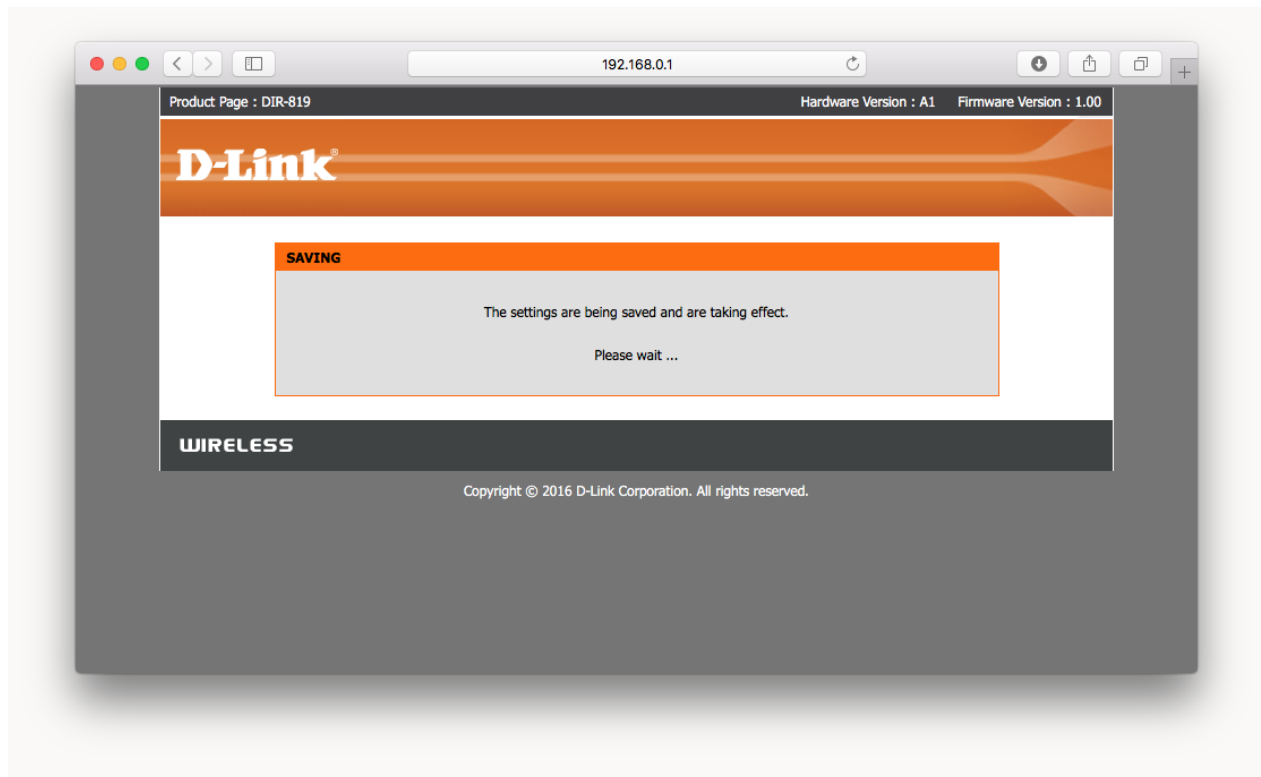 192.168.0.1
Product Page : DIR-819 Hardware Version : A1 Firmware Version : 1.00
D-Link®
SAVING
The settings are being saved and are taking effect.
Please wait ...
WIRELESS
Copyright © 2016 D-Link Corporation. All rights reserved.